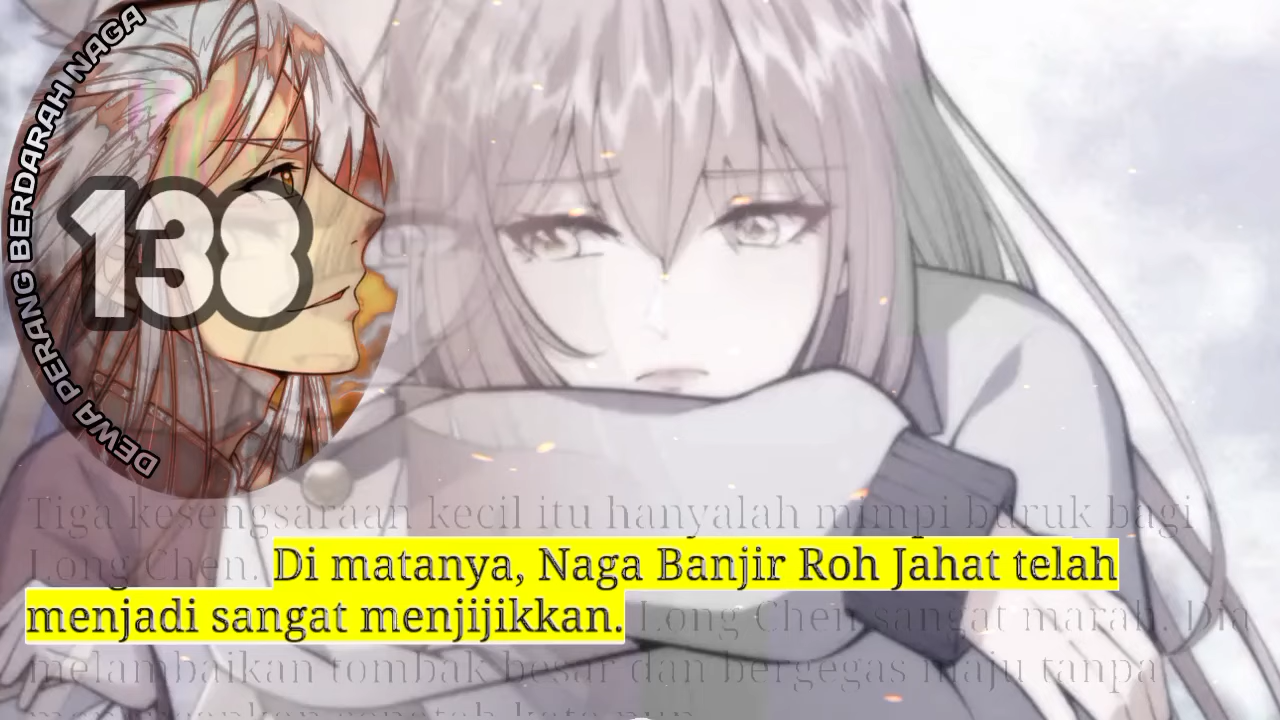 DEWA PERANG BERDARAH NAGA
138
Tiga kesengsaraan kecil itu hanyalah mimpi buruk bagi
Long Chen. Di matanya, Naga Banjir Roh Jahat telah
menjadi sangat menjijikkan. Long Chen sangat marah. Dia
melambaikan tombak besar dan bergegas maju tanpa